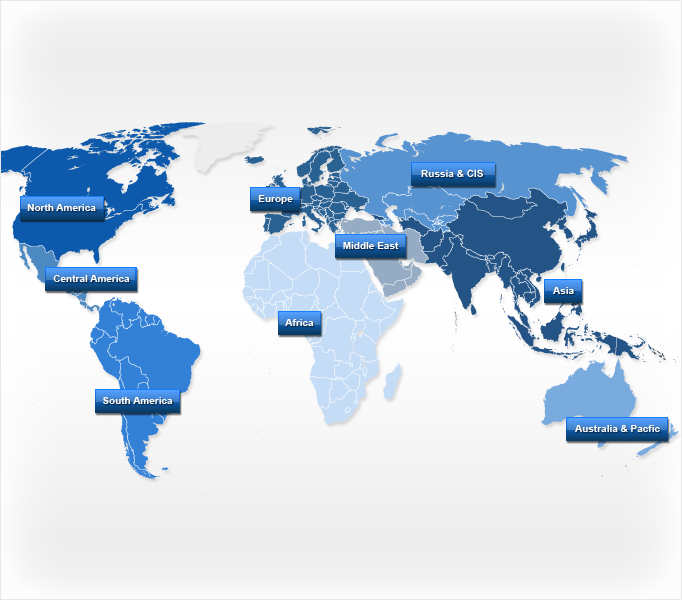 Russia & CIS
Europe
North America
Middle East
Central America
Asia
Africa
South America
Australia & Pacfic